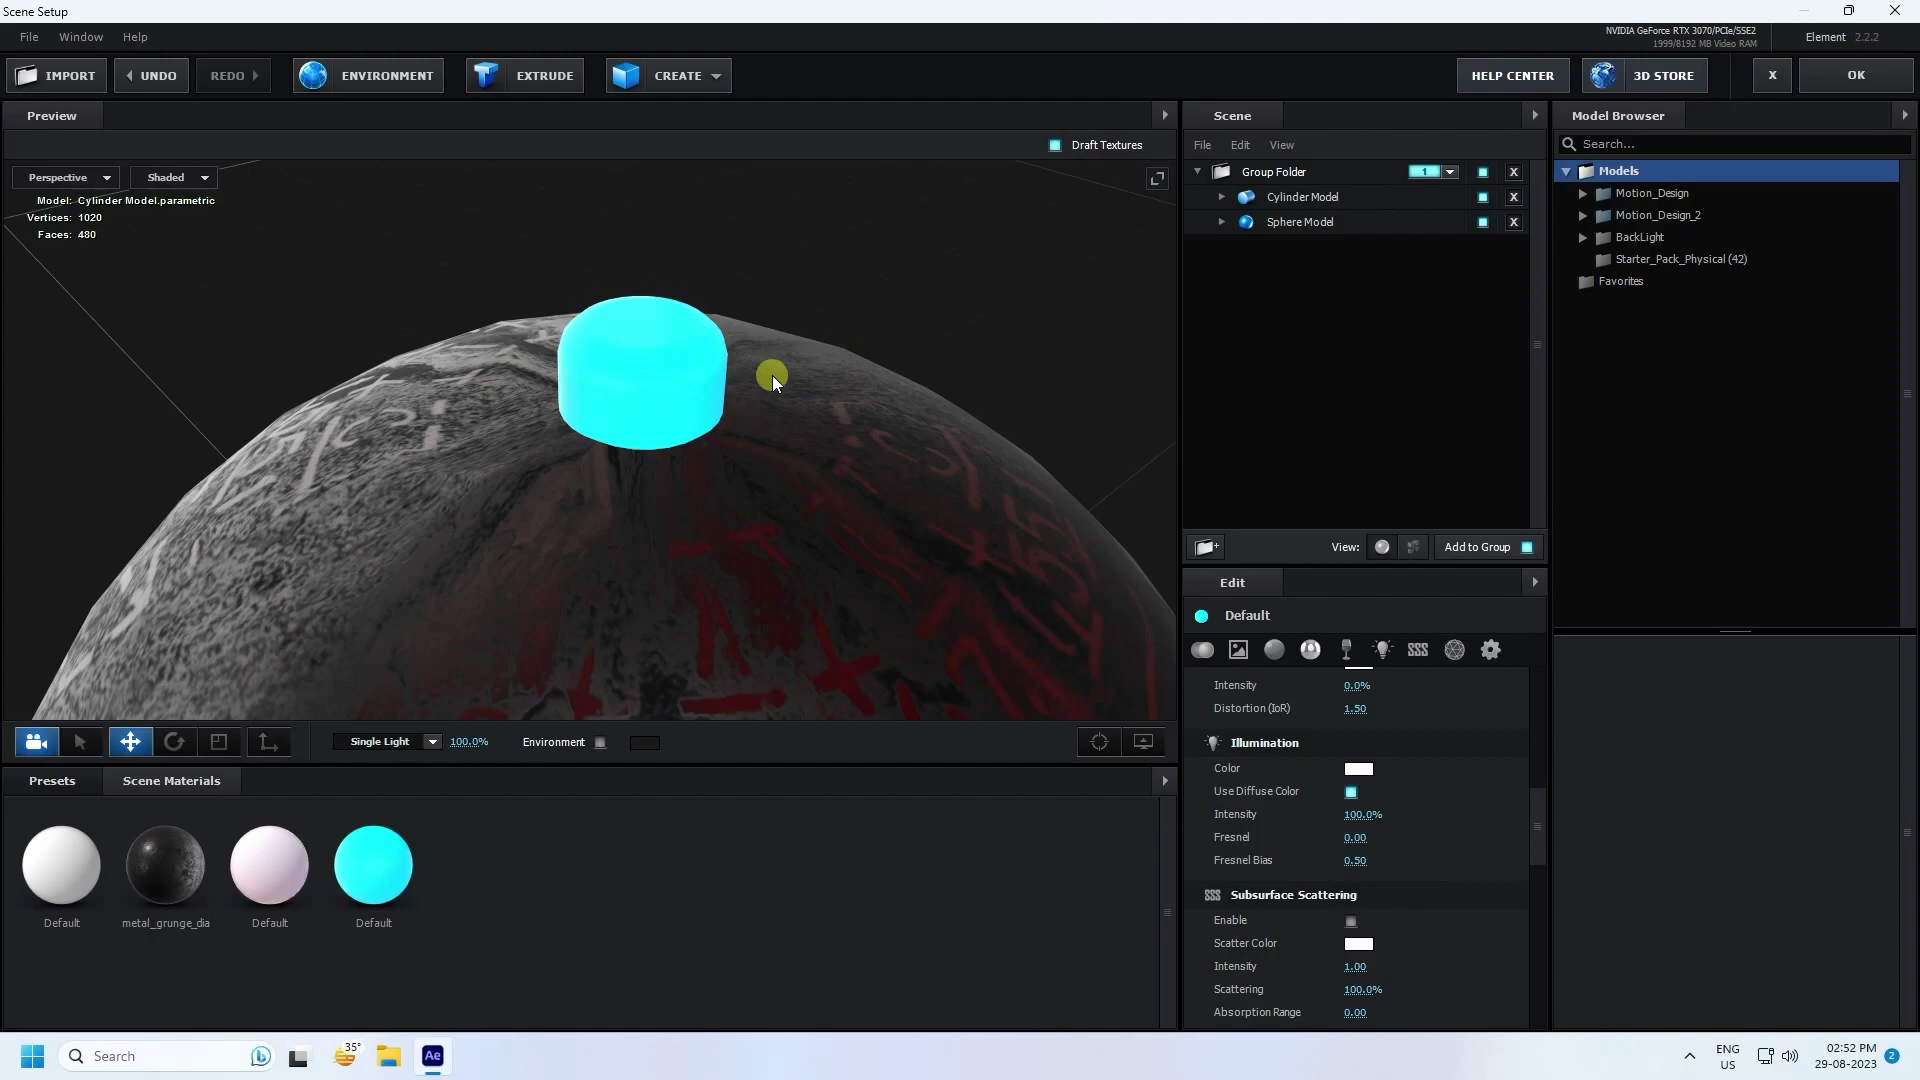 Scene Setup
File Window Help
NVIDIA GeForce RTX 3070/PCIe/SSE2
1999/8192 MB Video RAM
Element 2.2.2
IMPORT UNDO REDO ENVIRONMENT EXTRUDE CREATE HELP CENTER 3D STORE X OK
Preview
Draft Textures
Perspective Shaded
Model: Cylinder Model.parametric
Vertices: 1020
Faces: 480
Single Light 100.0% Environment
Presets Scene Materials
Default metal_grunge_dia Default Default
Scene
File Edit View
Group Folder 1 X
Cylinder Model X
Sphere Model X
View: Add to Group
Edit
Default
Intensity 0.0%
Distortion (IoR) 1.50
Illumination
Color
Use Diffuse Color
Intensity 100.0%
Fresnel 0.00
Fresnel Bias 0.50
SSS Subsurface Scattering
Enable
Scatter Color
Intensity 1.00
Scattering 100.0%
Absorption Range 0.00
Model Browser
Search...
Models
Motion_Design
Motion_Design_2
BackLight
Starter_Pack_Physical (42)
Favorites
Search 35° Ae
ENG
US
02:52 PM
29-08-2023
2